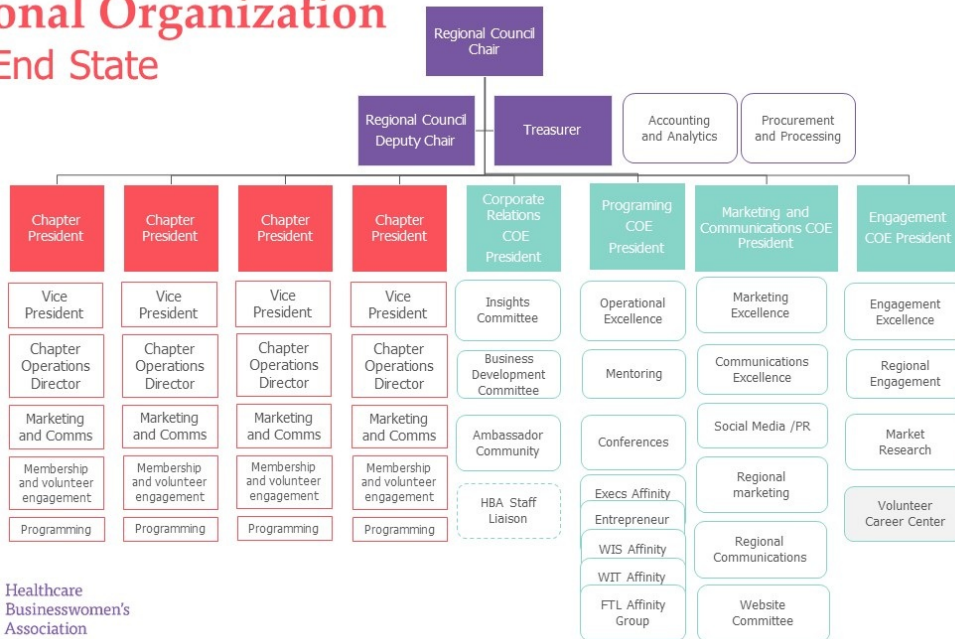 onal Organization
End State
Regional Council
Chair
Regional Council
Deputy Chair
Treasurer
Accounting
and Analytics
Procurement
and Processing
Chapter
President
Chapter
President
Chapter
President
Chapter
President
Corporate
Relations
COE
President
Programing
COE
President
Marketing and
Communications COE
President
Engagement
COE President
Vice
President
Chapter
Operations
Director
Marketing
and Comms
Membership
and volunteer
engagement
Programming
Vice
President
Chapter
Operations
Director
Marketing
and Comms
Membership
and volunteer
engagement
Programming
Vice
President
Chapter
Operations
Director
Marketing
and Comms
Membership
and volunteer
engagement
Programming
Vice
President
Chapter
Operations
Director
Marketing
and Comms
Membership
and volunteer
engagement
Programming
Insights
Committee
Business
Development
Committee
Ambassador
Community
HBA Staff
Liaison
Operational
Excellence
Mentoring
Conferences
Execs Affinity
Entrepreneur
WIS Affinity
WIT Affinity
FTL Affinity
Group
Marketing
Excellence
Communications
Excellence
Social Media /PR
Regional
marketing
Regional
Communications
Website
Committee
Engagement
Excellence
Regional
Engagement
Market
Research
Volunteer
Career Center
Healthcare
Businesswomen's
Association